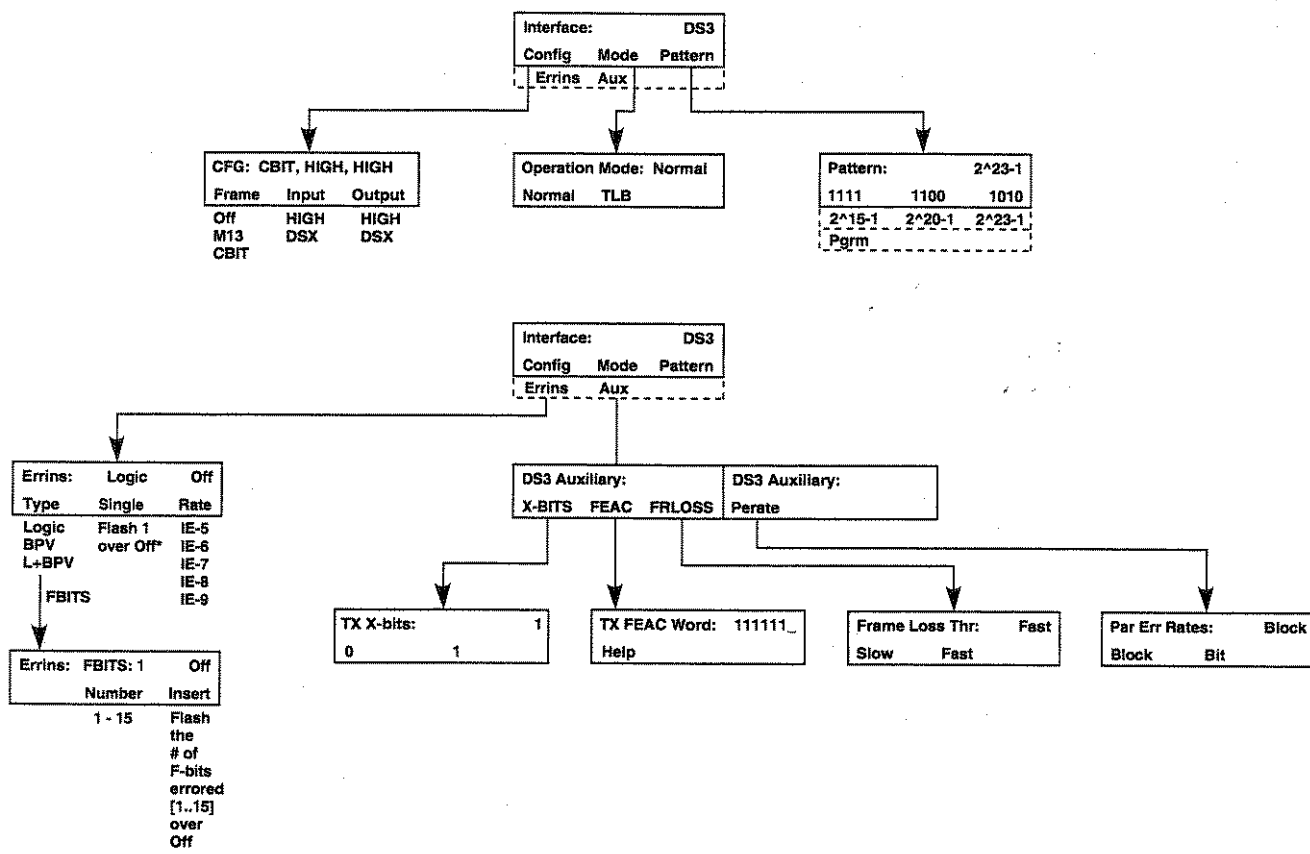 Interface: DS3
Config Mode Pattern
Errins Aux
CFG: CBIT, HIGH, HIGH
Frame Input Output
Off HIGH HIGH
M13 DSX DSX
CBIT
Operation Mode: Normal
Normal TLB
Pattern: 2^23-1
1111 1100 1010
2^15-1 2^20-1 2^23-1
Pgrm
Interface: DS3
Config Mode Pattern
Errins Aux
Errins: Logic Off
Type Single Rate
Logic Flash 1 IE-5
BPV over Off* IE-6
L+BPV IE-7
IE-8
FBITS IE-9
Errins: FBITS: 1 Off
Number Insert
1 - 15 Flash
the
# of
F-bits
errored
[1..15]
over
Off
DS3 Auxiliary:
X-BITS FEAC FRLOSS
DS3 Auxiliary:
Perate
TX X-bits: 1
0 1
TX FEAC Word: 111111_
Help
Frame Loss Thr: Fast
Slow Fast
Par Err Rates: Block
Block Bit